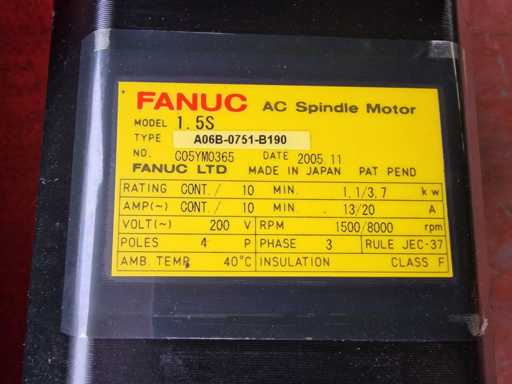 FANUC AC Spindle Motor
MODEL 1.5S
TYPE A06B-0751-B190
NO. C05YM0365 DATE 2005.11
FANUC LTD MADE IN JAPAN PAT PEND
RATING CONT. / 10 MIN. 1.1/3.7 kw
AMP(~) CONT. / 10 MIN. 13/20 A
VOLT(~) 200 V RPM 1500/8000 rpm
POLES 4 P PHASE 3 RULE JEC-37
AMB. TEMP. 40°C INSULATION CLASS F